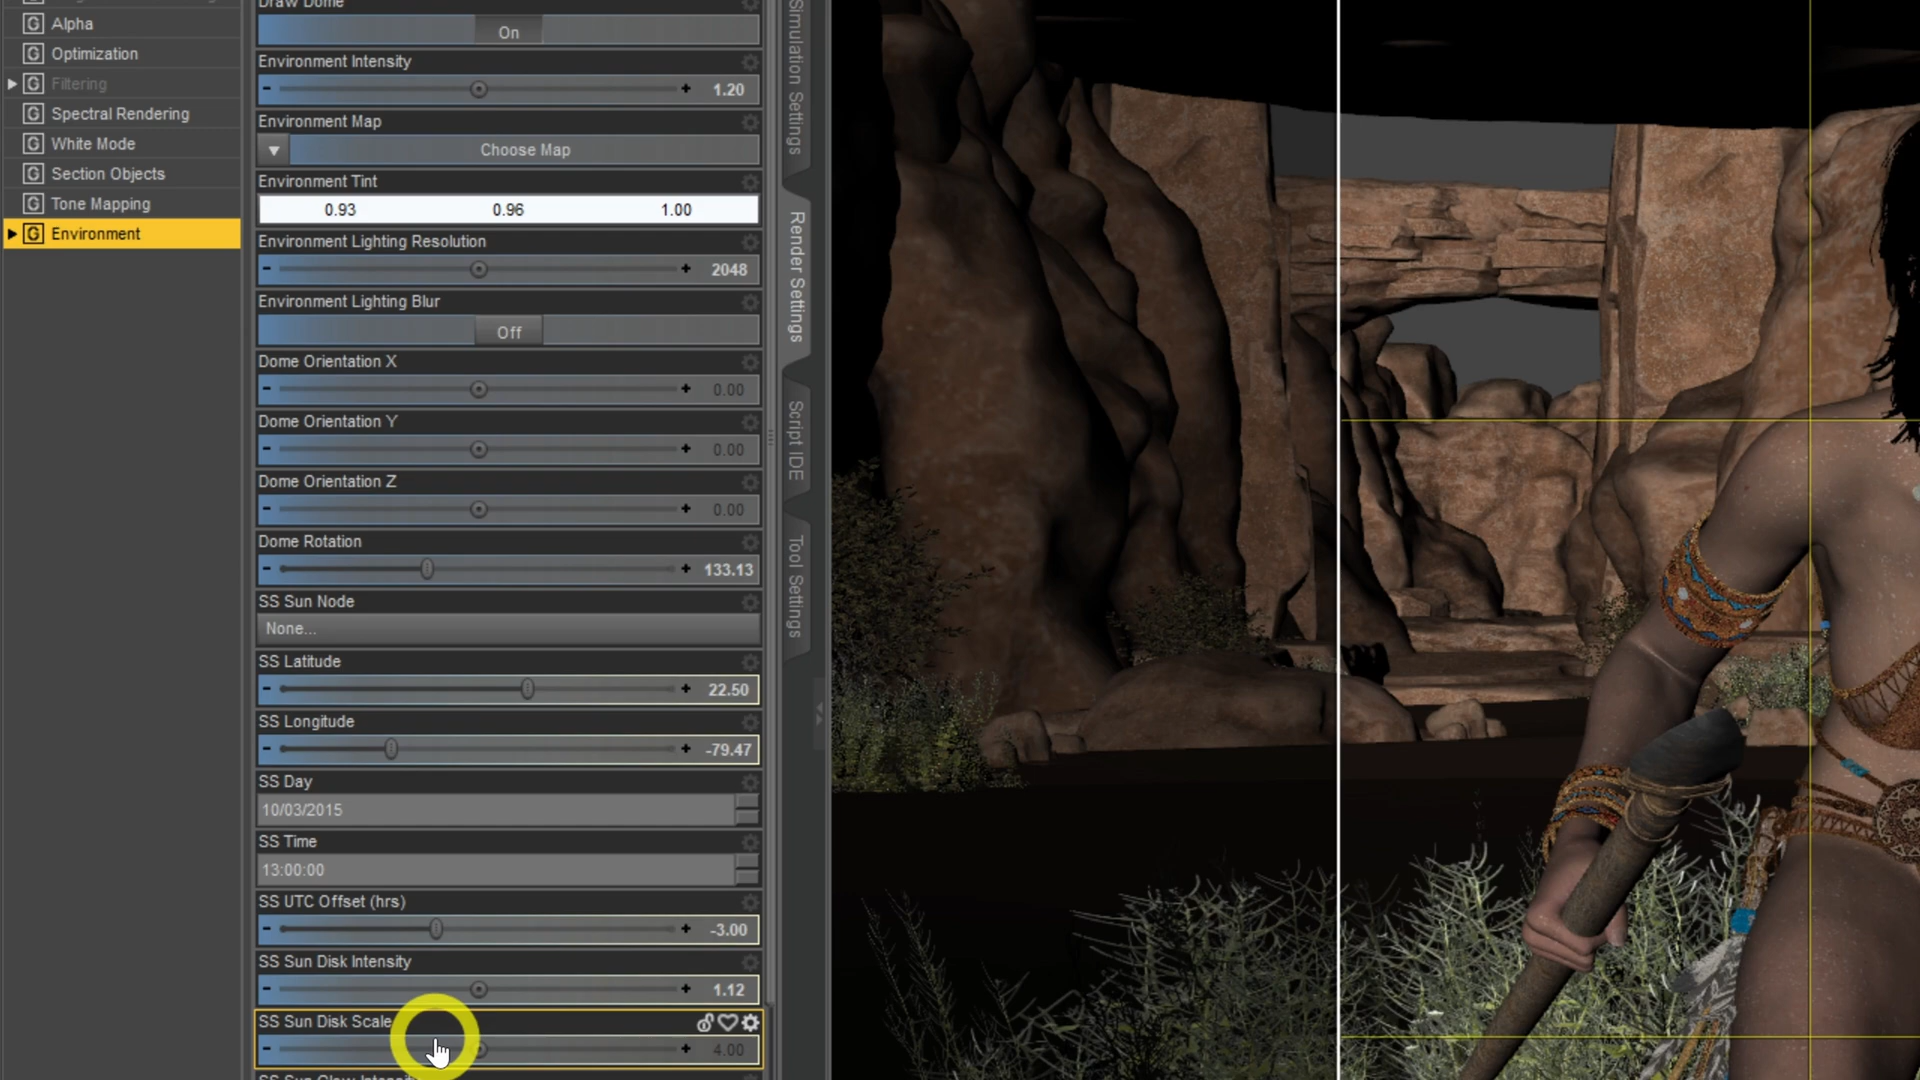 Alpha
Optimization
Filtering
Spectral Rendering
White Mode
Section Objects
Tone Mapping
Environment
Draw Dome
On
Environment Intensity
- + 1.20
Environment Map
Choose Map
Environment Tint
0.93 0.96 1.00
Environment Lighting Resolution
- + 2048
Environment Lighting Blur
Off
Dome Orientation X
- + 0.00
Dome Orientation Y
- + 0.00
Dome Orientation Z
- + 0.00
Dome Rotation
- + 133.13
SS Sun Node
None...
SS Latitude
- + 22.50
SS Longitude
- + -79.47
SS Day
10/03/2015
SS Time
13:00:00
SS UTC Offset (hrs)
- + -3.00
SS Sun Disk Intensity
- + 1.12
SS Sun Disk Scale
- + 4.00
Simulation Settings
Render Settings
Script IDE
Tool Settings